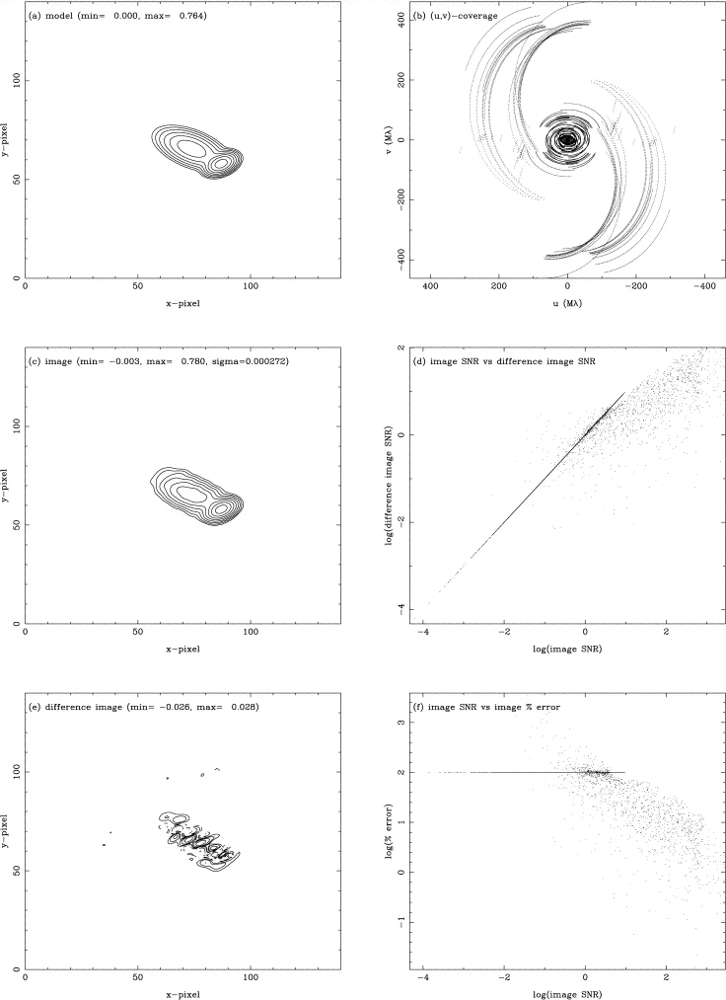 (a) model (min= 0.000, max= 0.764)
y-pixel
100
50
0
0 50 100
x-pixel
(b) (u,v)-coverage
v (Mλ)
400
200
0
−200
−400
400 200 0 −200 −400
u (Mλ)
(c) image (min= −0.003, max= 0.780, sigma=0.000272)
y-pixel
100
50
0
0 50 100
x-pixel
(d) image SNR vs difference image SNR
log(difference image SNR)
2
0
−2
−4
−4 −2 0 2
log(image SNR)
(e) difference image (min= −0.026, max= 0.028)
y-pixel
100
50
0
0 50 100
x-pixel
(f) image SNR vs image % error
log(% error)
3
2
1
0
−1
−4 −2 0 2
log(image SNR)